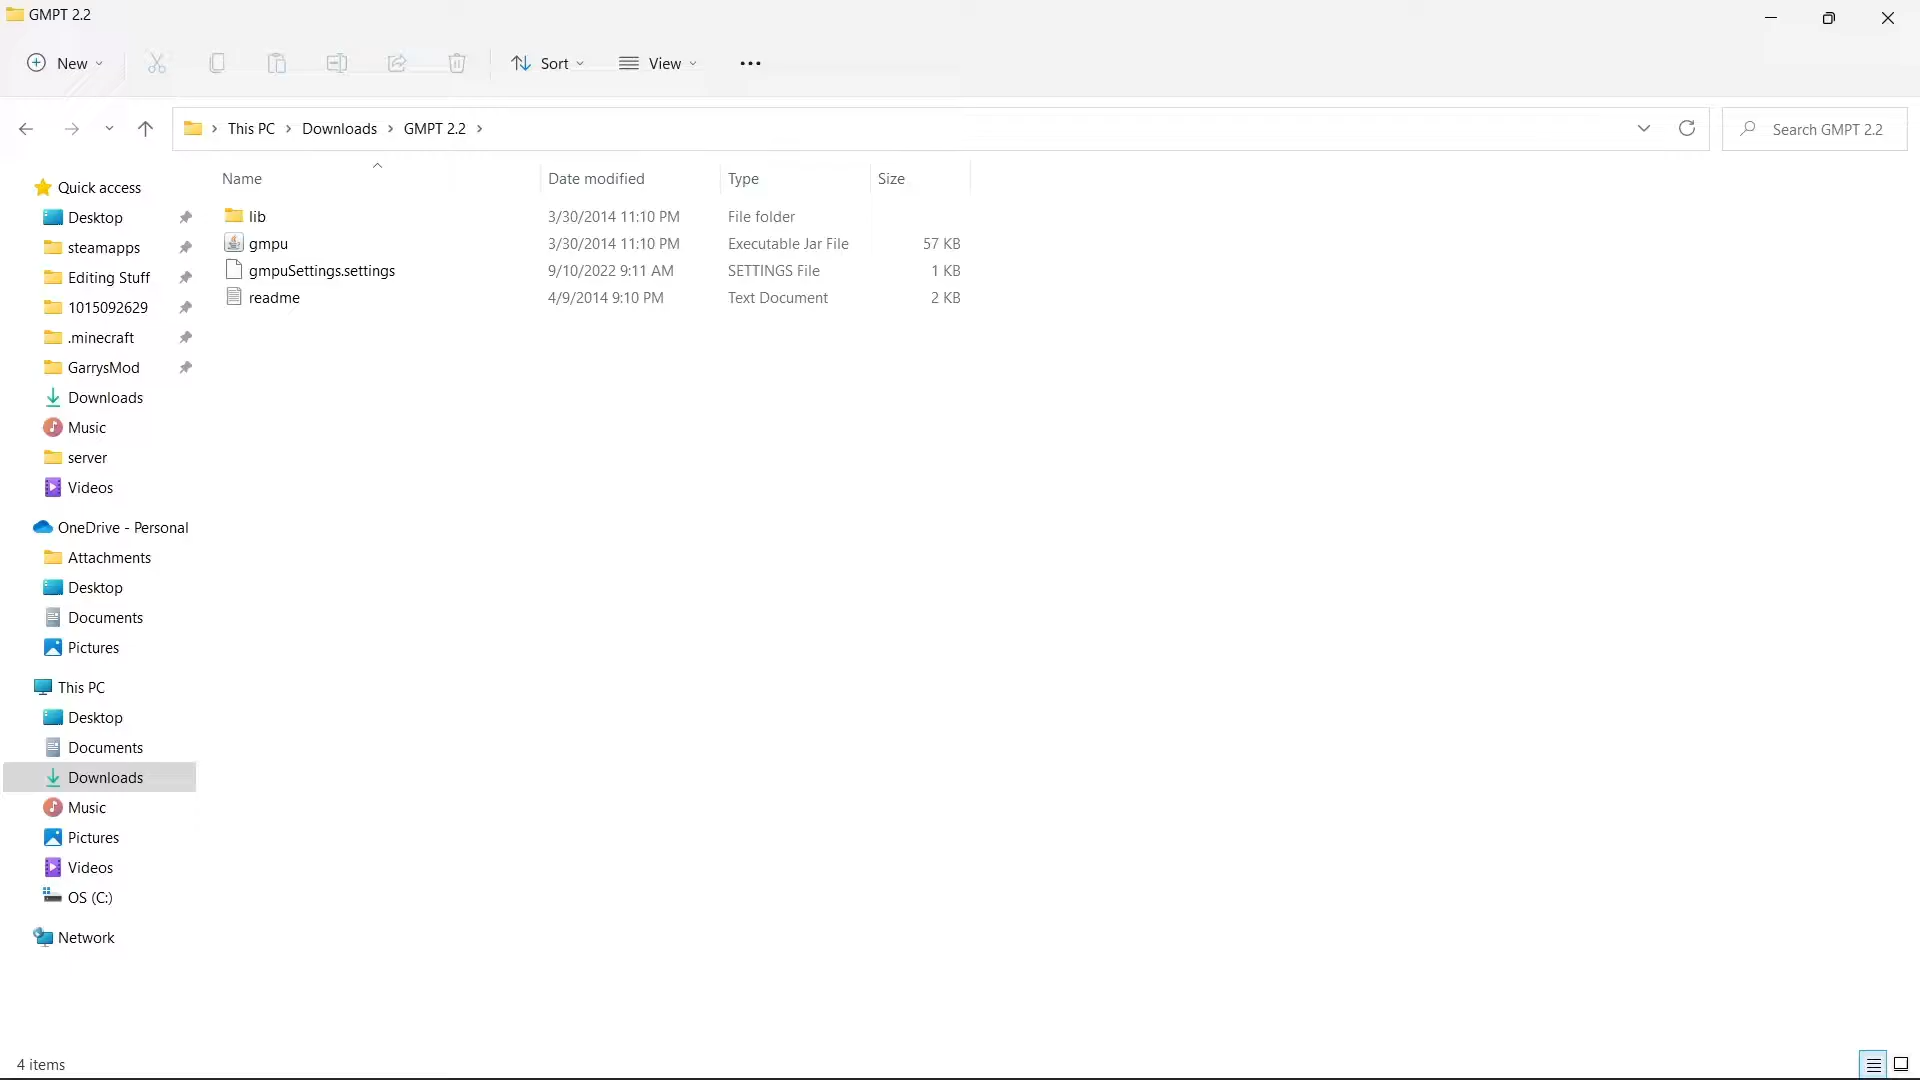 GMPT 2.2
New
Sort
View
This PC
Downloads
GMPT 2.2
Search GMPT 2.2
Name
Date modified
Type
Size
lib 3/30/2014 11:10 PM File folder
gmpu 3/30/2014 11:10 PM Executable Jar File 57 KB
gmpuSettings.settings 9/10/2022 9:11 AM SETTINGS File 1 KB
readme 4/9/2014 9:10 PM Text Document 2 KB
Quick access
Desktop
steamapps
Editing Stuff
1015092629
.minecraft
GarrysMod
Downloads
Music
server
Videos
OneDrive - Personal
Attachments
Desktop
Documents
Pictures
This PC
Desktop
Documents
Downloads
Music
Pictures
Videos
OS (C:)
Network
4 items